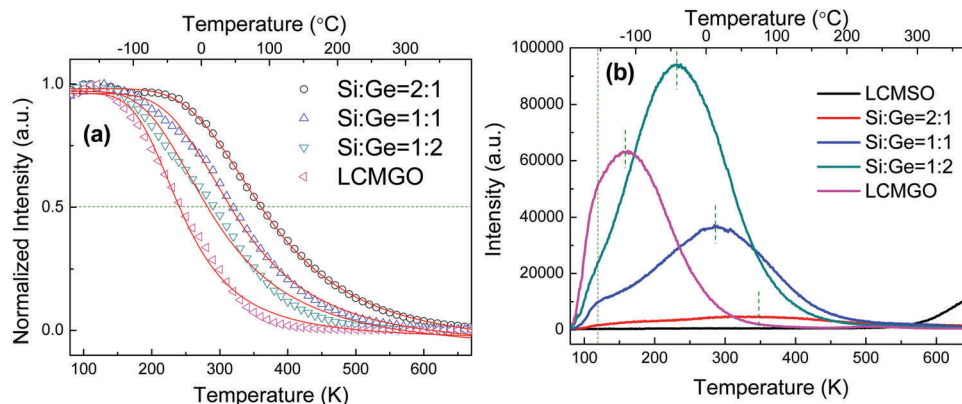 Temperature (°C)
-100 0 100 200 300
1.0
0.5
0.0
Normalized Intensity (a.u.)
(a)
Si:Ge=2:1
Si:Ge=1:1
Si:Ge=1:2
LCMGO
100 200 300 400 500 600
Temperature (K)
Temperature (°C)
-100 0 100 200 300
100000
80000
60000
40000
20000
0
Intensity (a.u.)
(b)
LCMSO
Si:Ge=2:1
Si:Ge=1:1
Si:Ge=1:2
LCMGO
100 200 300 400 500 600
Temperature (K)